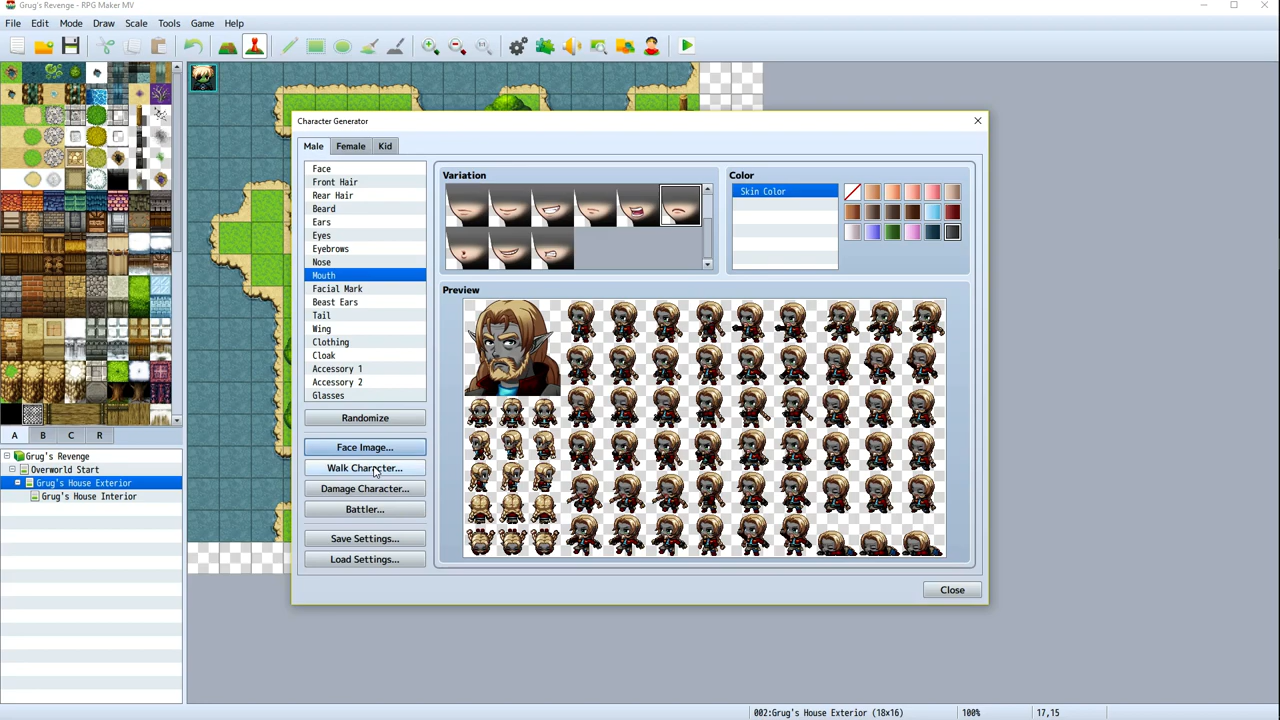 Grug's Revenge - RPG Maker MV
File Edit Mode Draw Scale Tools Game Help
Character Generator
Male Female Kid
Face
Front Hair
Rear Hair
Beard
Ears
Eyes
Eyebrows
Nose
Mouth
Facial Mark
Beast Ears
Tail
Wing
Clothing
Cloak
Accessory 1
Accessory 2
Glasses
Randomize
Face Image...
Walk Character...
Damage Character...
Battler...
Save Settings...
Load Settings...
Variation
Color
Skin Color
Preview
Close
A B C R
Grug's Revenge
Overworld Start
Grug's House Exterior
Grug's House Interior
002:Grug's House Exterior (18x16) 100% 17,15